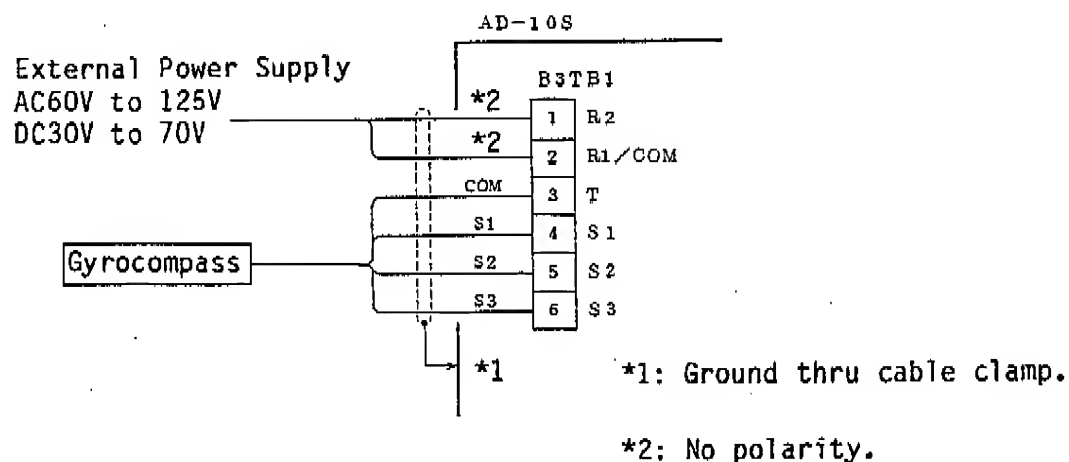 AD-10S
External Power Supply
AC60V to 125V
DC30V to 70V
B3TB1
*2 1 R2
*2 2 R1/COM
COM 3 T
S1 4 S1
Gyrocompass
S2 5 S2
S3 6 S3
*1
*1: Ground thru cable clamp.
*2: No polarity.